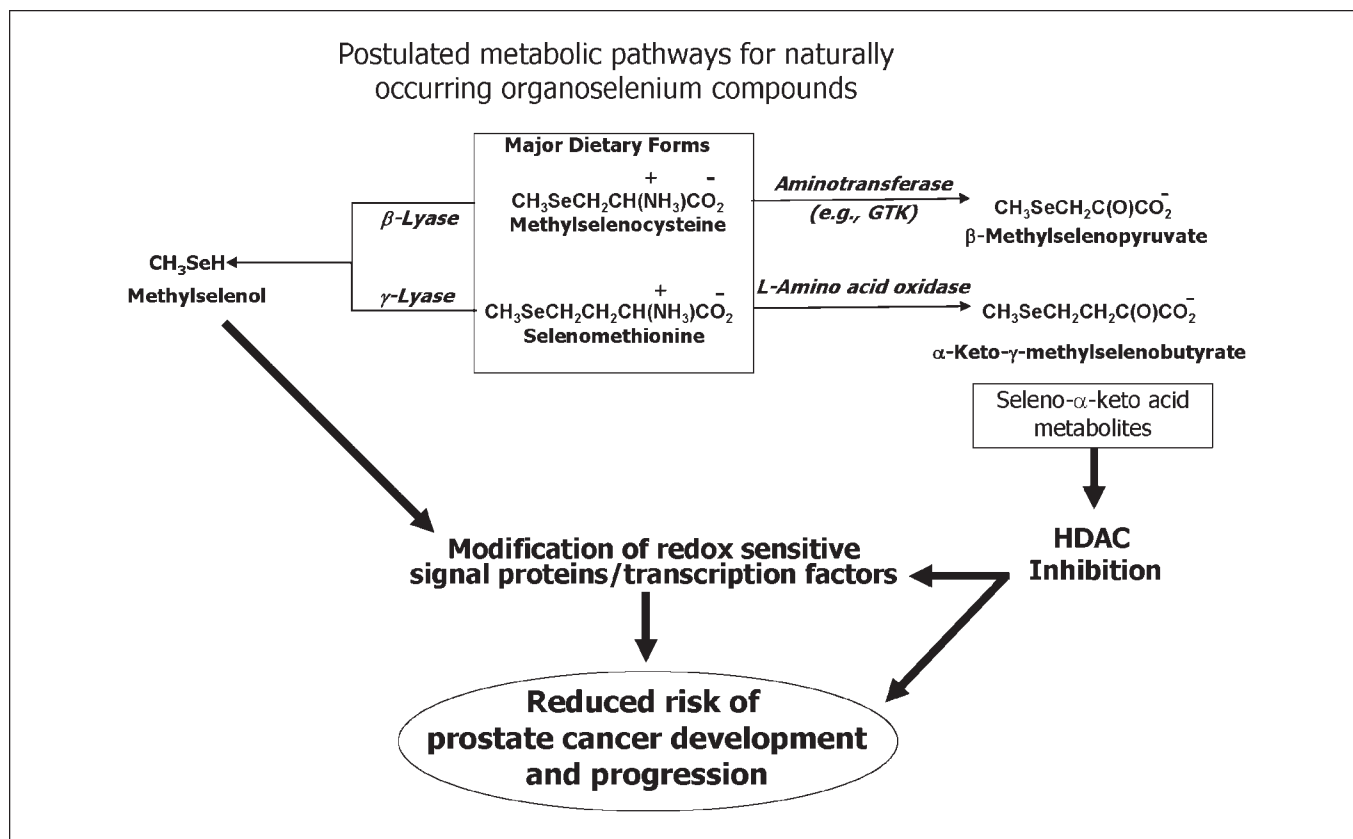 Postulated metabolic pathways for naturally
occurring organoselenium compounds
Major Dietary Forms
β-Lyase
CH₃SeCH₂CH(N⁺H₃)CO₂⁻
Methylselenocysteine
Aminotransferase
(e.g., GTK)
CH₃SeCH₂C(O)CO₂⁻
β-Methylselenopyruvate
CH₃SeH
Methylselenol
γ-Lyase
CH₃SeCH₂CH₂CH(N⁺H₃)CO₂⁻
Selenomethionine
L-Amino acid oxidase
CH₃SeCH₂CH₂C(O)CO₂⁻
α-Keto-γ-methylselenobutyrate
Seleno-α-keto acid
metabolites
HDAC
Inhibition
Modification of redox sensitive
signal proteins/transcription factors
Reduced risk of
prostate cancer development
and progression